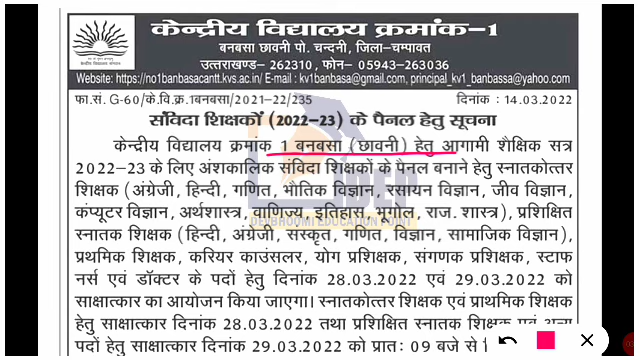 केन्द्रीय विद्यालय क्रमांक-1
बनबसा छावनी पो. चन्दनी, जिला-चम्पावत
उत्तराखण्ड- 262310, फोन- 05943-263036
Website: https://no1banbasacantt.kvs.ac.in/ E-mail : kv1banbasa@gmail.com, principal_kv1_banbassa@yahoo.com
फा.सं. G-60/के.वि.क्र.1बनबसा/2021-22/235 दिनांक : 14.03.2022
संविदा शिक्षकों (2022-23) के पैनल हेतु सूचना
केन्द्रीय विद्यालय क्रमांक 1 बनबसा (छावनी) हेतु आगामी शैक्षिक सत्र
2022-23 के लिए अंशकालिक संविदा शिक्षकों के पैनल बनाने हेतु स्नातकोत्तर
शिक्षक (अंग्रेजी, हिन्दी, गणित, भौतिक विज्ञान, रसायन विज्ञान, जीव विज्ञान,
कंप्यूटर विज्ञान, अर्थशास्त्र, वाणिज्य, इतिहास, भूगोल, राज. शास्त्र), प्रशिक्षित
स्नातक शिक्षक (हिन्दी, अंग्रेजी, संस्कृत, गणित, विज्ञान, सामाजिक विज्ञान),
प्राथमिक शिक्षक, करियर काउंसलर, योग प्रशिक्षक, संगणक प्रशिक्षक, स्टाफ
नर्स एवं डॉक्टर के पदों हेतु दिनांक 28.03.2022 एवं 29.03.2022 को
साक्षात्कार का आयोजन किया जाएगा। स्नातकोत्तर शिक्षक एवं प्राथमिक शिक्षक
हेतु साक्षात्कार दिनांक 28.03.2022 तथा प्रशिक्षित स्नातक शिक्षक एवं अन्य
पदों हेतु साक्षात्कार दिनांक 29.03.2022 को प्रातः 09 बजे से